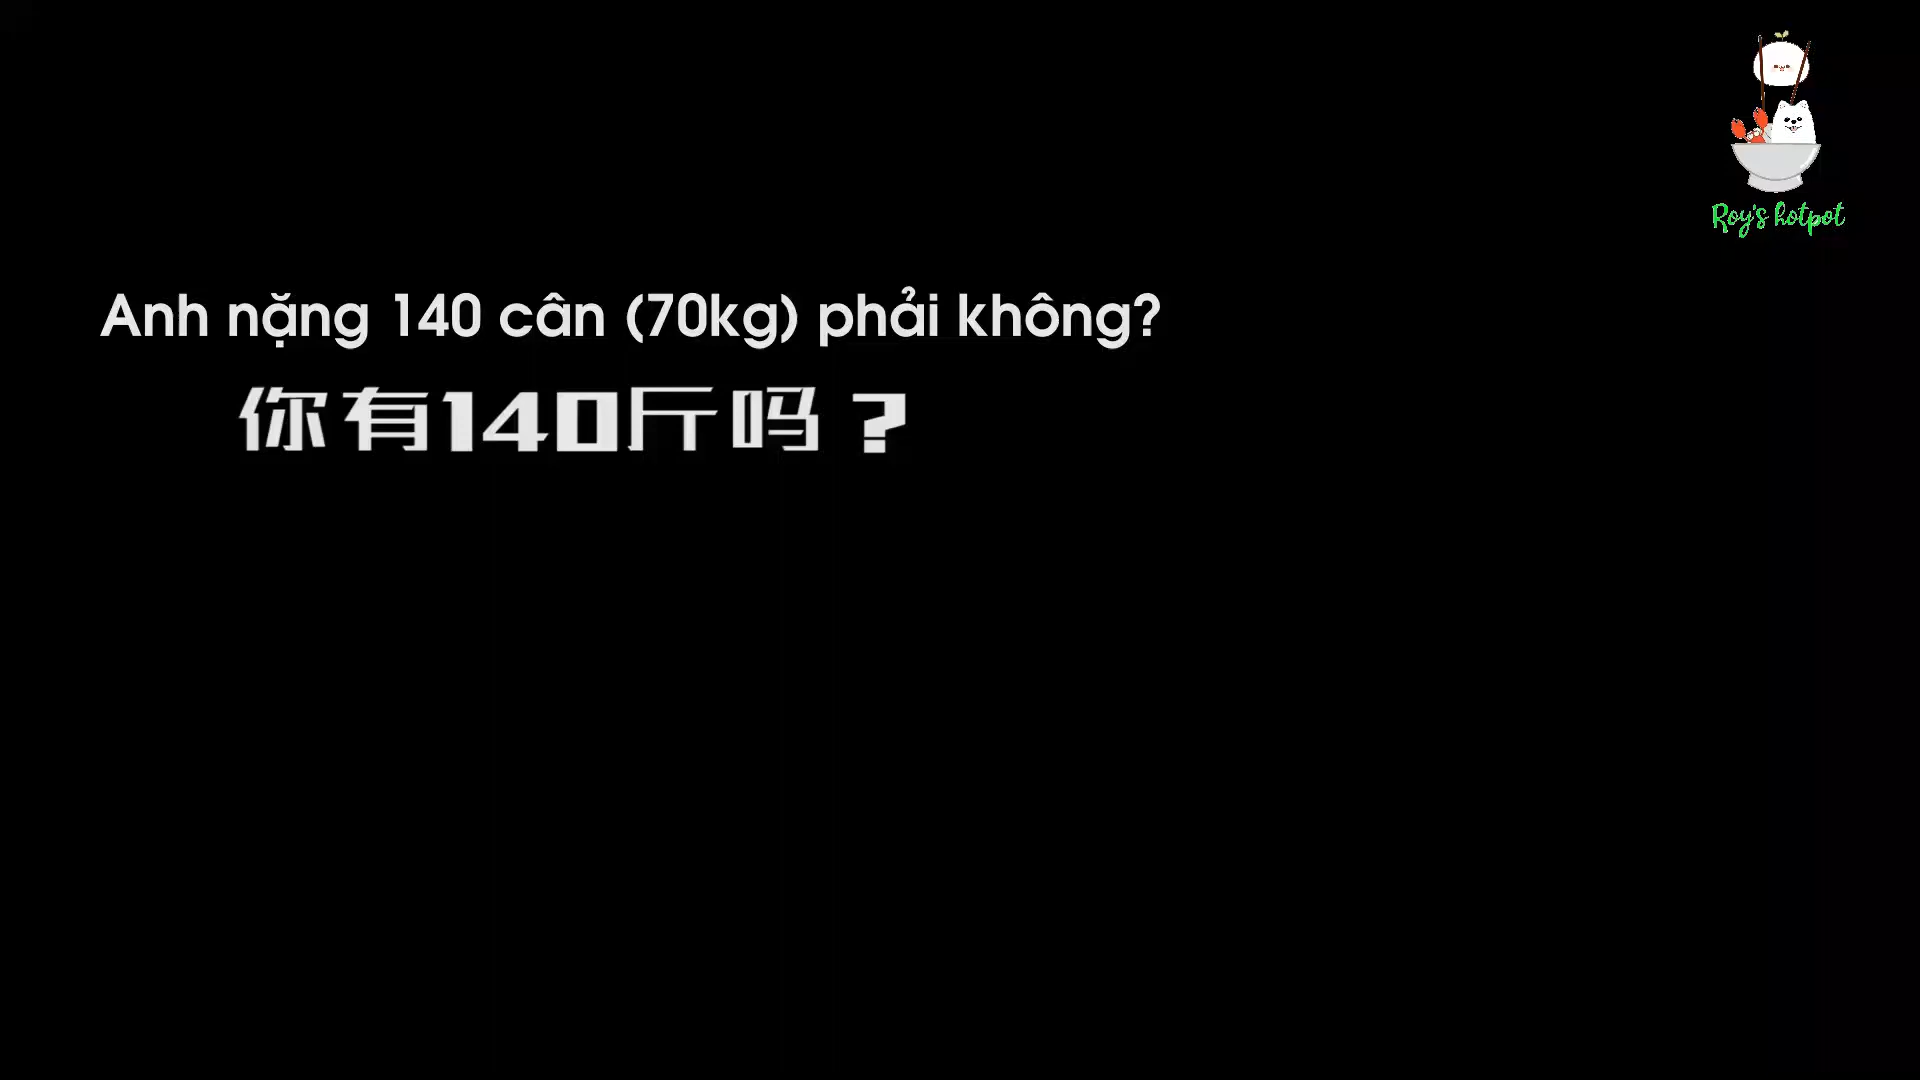 Roy's hotpot
Anh nặng 140 cân (70kg) phải không?
你有140斤吗？